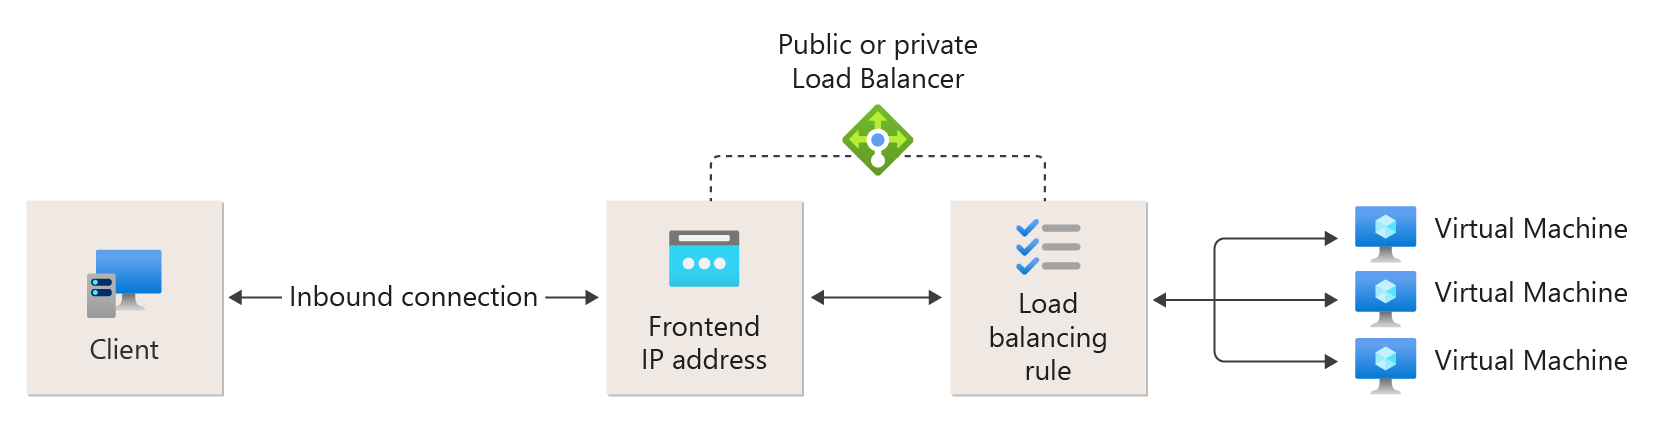 Public or private
Load Balancer
Client
Inbound connection
Frontend
IP address
Load
balancing
rule
Virtual Machine
Virtual Machine
Virtual Machine